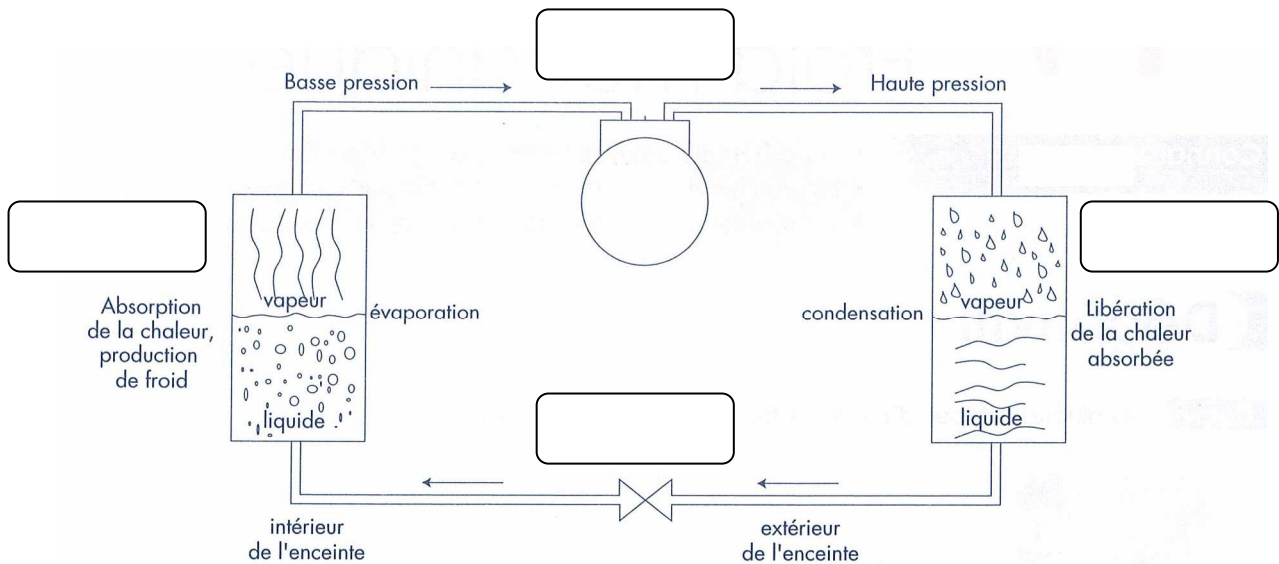 Basse pression
Haute pression
Absorption
de la chaleur,
production
de froid
vapeur
évaporation
liquide
condensation
vapeur
liquide
Libération
de la chaleur
absorbée
intérieur
de l'enceinte
extérieur
de l'enceinte